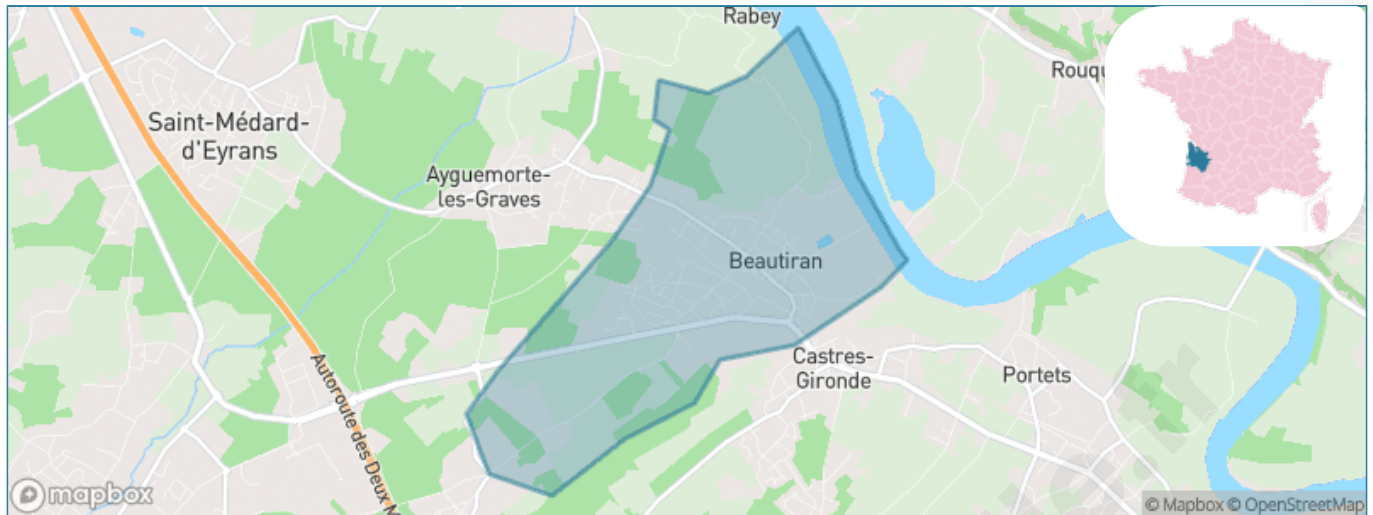 Rabey
Rouqu
Saint-Médard-
d'Eyrans
Ayguemorte-
les-Graves
Beautiran
Castres-
Gironde
Portets
Autoroute des Deux M
mapbox
© Mapbox © OpenStreetMap